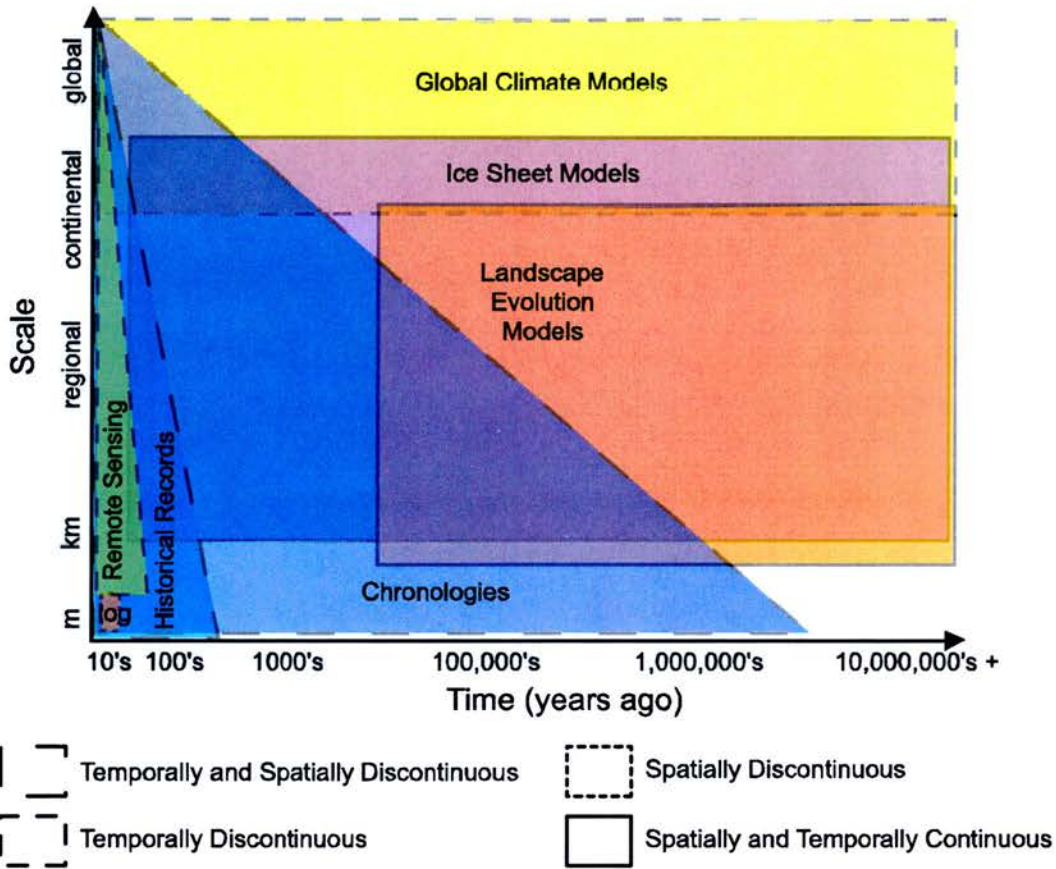 Scale
global
continental
regional
km
m
Global Climate Models
Ice Sheet Models
Landscape
Evolution
Models
Remote Sensing
Historical Records
Chronologies
10's 100's 1000's 100,000's 1,000,000's 10,000,000's +
Time (years ago)
Temporally and Spatially Discontinuous
Spatially Discontinuous
Temporally Discontinuous
Spatially and Temporally Continuous